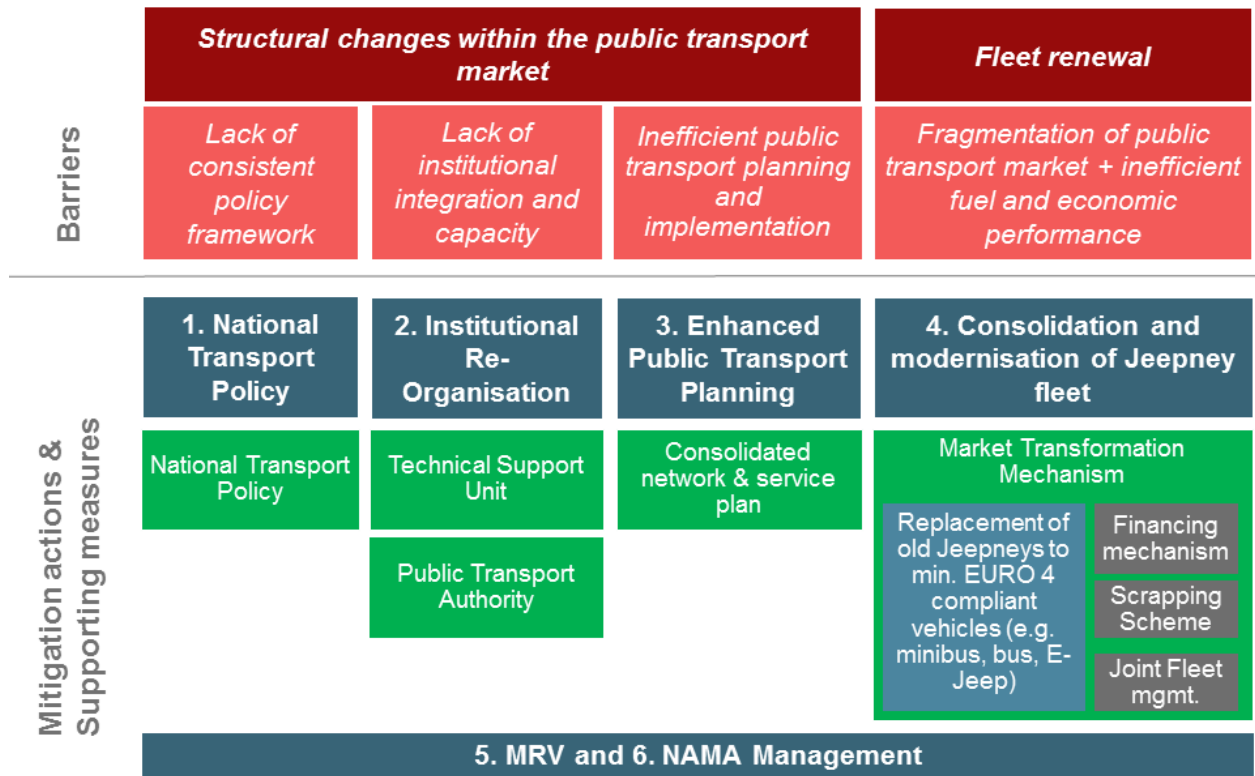 Structural changes within the public transport
market
Fleet renewal
Barriers
Lack of
consistent
policy
framework
Lack of
institutional
integration and
capacity
Inefficient public
transport planning
and
implementation
Fragmentation of public
transport market + inefficient
fuel and economic
performance
Mitigation actions &
Supporting measures
1. National
Transport
Policy
2. Institutional
Re-
Organisation
3. Enhanced
Public Transport
Planning
4. Consolidation and
modernisation of Jeepney
fleet
National Transport
Policy
Technical Support
Unit
Public Transport
Authority
Consolidated
network & service
plan
Market Transformation
Mechanism
Replacement of
old Jeepneys to
min. EURO 4
compliant
vehicles (e.g.
minibus, bus, E-
Jeep)
Financing
mechanism
Scrapping
Scheme
Joint Fleet
mgmt.
5. MRV and 6. NAMA Management